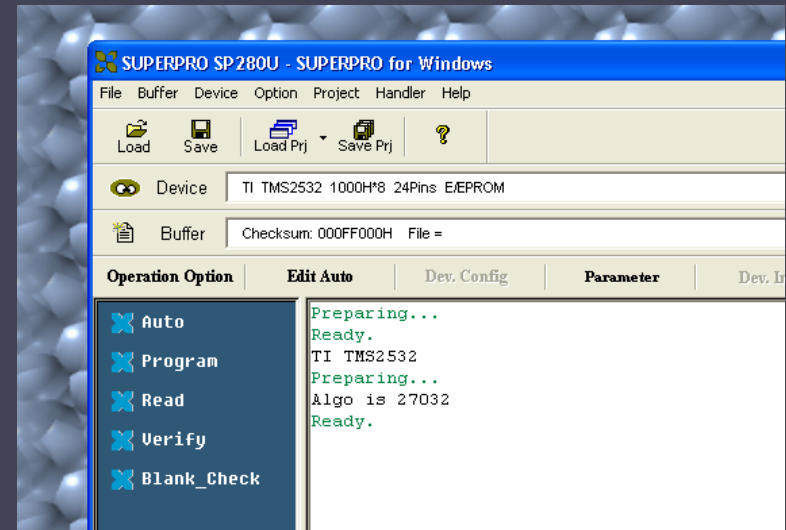 SUPERPRO SP280U - SUPERPRO for Windows
File Buffer Device Option Project Handler Help
Load Save Load Prj Save Prj
Device TI TMS2532 1000H*8 24Pins E/EPROM
Buffer Checksum: 000FF000H File =
Operation Option Edit Auto Dev. Config Parameter Dev.
Auto
Program
Read
Verify
Blank_Check
Preparing...
Ready.
TI TMS2532
Preparing...
Algo is 27032
Ready.